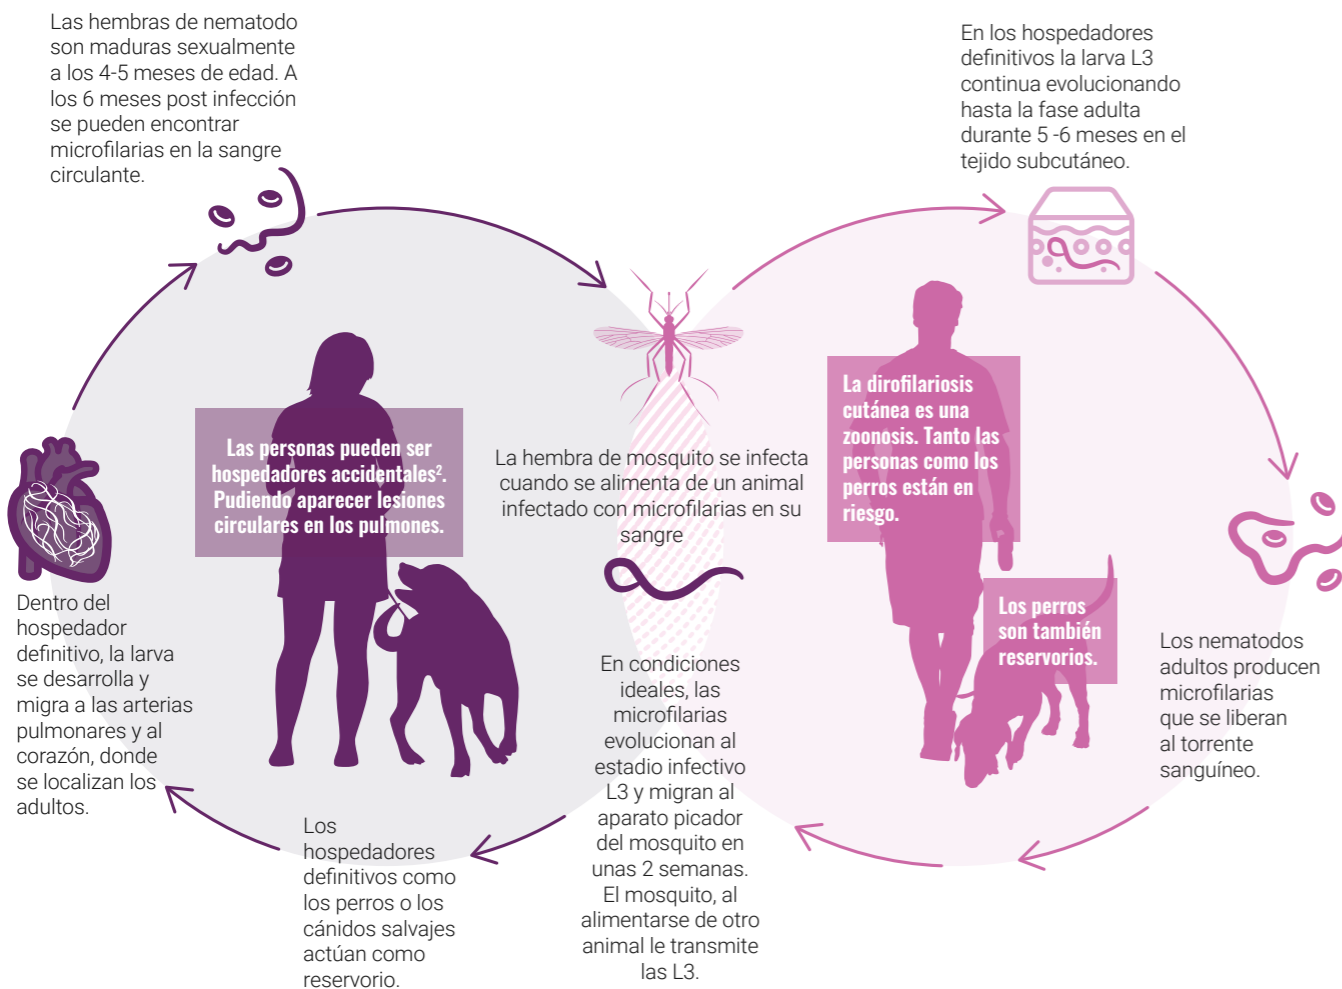 Las hembras de nematodo
son maduras sexualmente
a los 4-5 meses de edad. A
los 6 meses post infección
se pueden encontrar
microfilarias en la sangre
circulante.
En los hospedadores
definitivos la larva L3
continua evolucionando
hasta la fase adulta
durante 5 -6 meses en el
tejido subcutáneo.
Las personas pueden ser
hospedadores accidentales².
Pudiendo aparecer lesiones
circulares en los pulmones.
La hembra de mosquito se infecta
cuando se alimenta de un animal
infectado con microfilarias en su
sangre
La dirofilariosis
cutánea es una
zoonosis. Tanto las
personas como los
perros están en
riesgo.
Los perros
son también
reservorios.
Dentro del
hospedador
definitivo, la larva
se desarrolla y
migra a las arterias
pulmonares y al
corazón, donde
se localizan los
adultos.
En condiciones
ideales, las
microfilarias
evolucionan al
estadio infectivo
L3 y migran al
aparato picador
del mosquito en
unas 2 semanas.
El mosquito, al
alimentarse de otro
animal le transmite
las L3.
Los nematodos
adultos producen
microfilarias
que se liberan
al torrente
sanguíneo.
Los
hospedadores
definitivos como
los perros o los
cánidos salvajes
actúan como
reservorio.